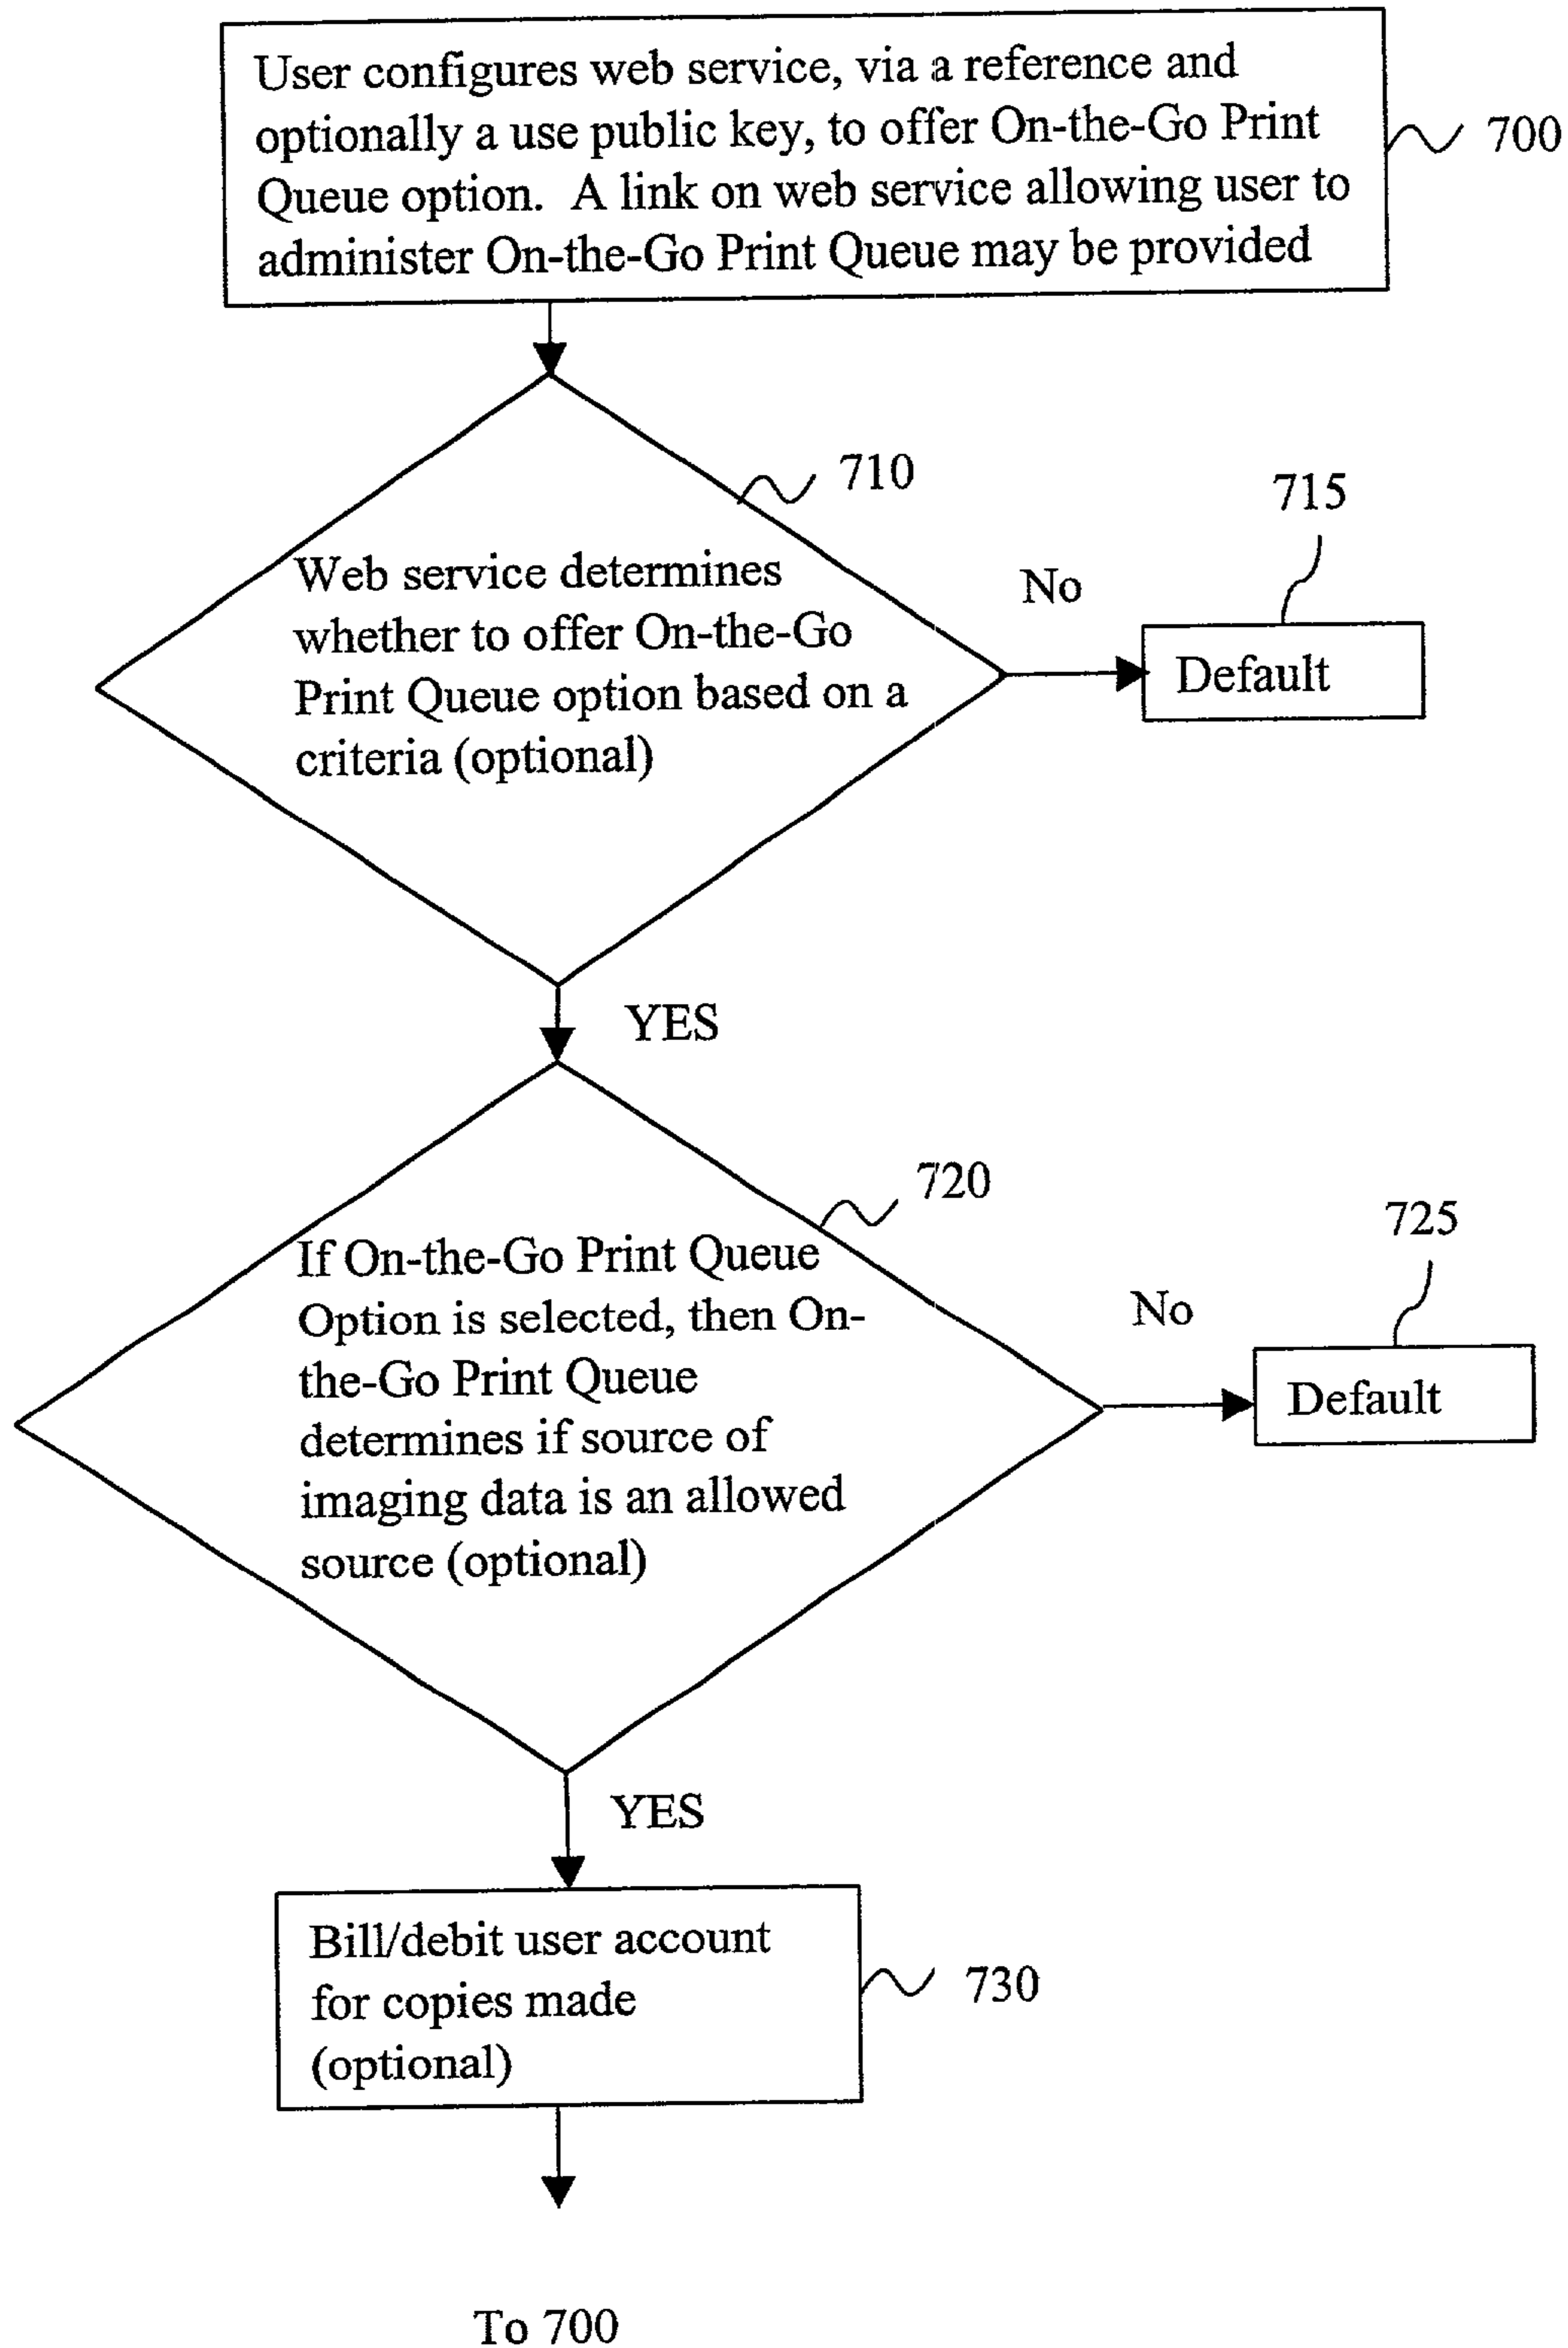 User configures web service, via a reference and
optionally a use public key, to offer On-the-Go Print
Queue option. A link on web service allowing user to
administer On-the-Go Print Queue may be provided
700
710
Web service determines
whether to offer On-the-Go
Print Queue option based on a
criteria (optional)
No
715
Default
YES
720
If On-the-Go Print Queue
Option is selected, then On-
the-Go Print Queue
determines if source of
imaging data is an allowed
source (optional)
No
725
Default
YES
Bill/debit user account
for copies made
(optional)
730
To 700